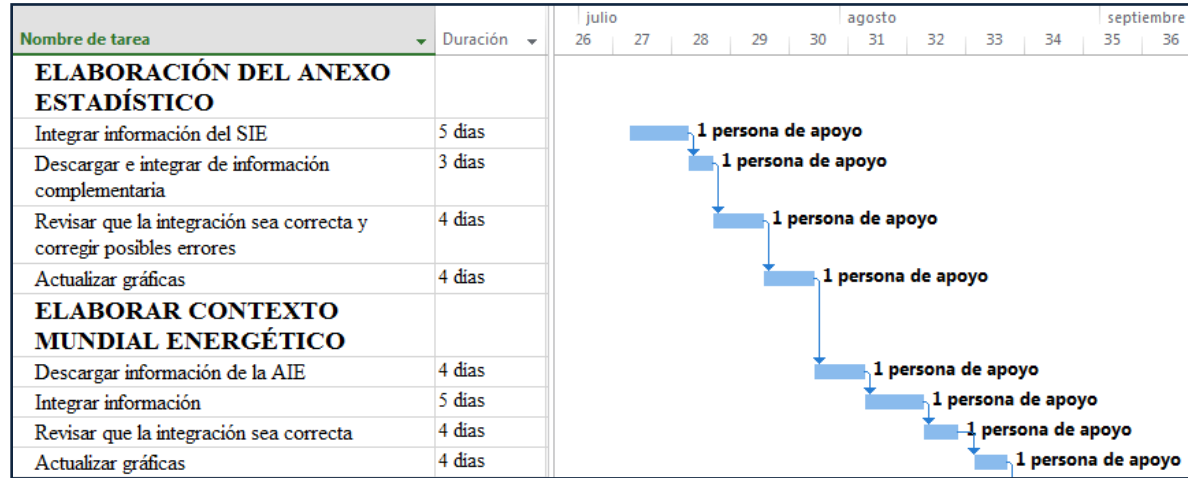 julio agosto septiembre
Nombre de tarea Duración 26 27 28 29 30 31 32 33 34 35 36
ELABORACIÓN DEL ANEXO
ESTADÍSTICO
Integrar información del SIE 5 días 1 persona de apoyo
Descargar e integrar de información 3 días 1 persona de apoyo
complementaria
Revisar que la integración sea correcta y 4 días 1 persona de apoyo
corregir posibles errores
Actualizar gráficas 4 días 1 persona de apoyo
ELABORAR CONTEXTO
MUNDIAL ENERGÉTICO
Descargar información de la AIE 4 días 1 persona de apoyo
Integrar información 5 días 1 persona de apoyo
Revisar que la integración sea correcta 4 días 1 persona de apoyo
Actualizar gráficas 4 días 1 persona de apoyo